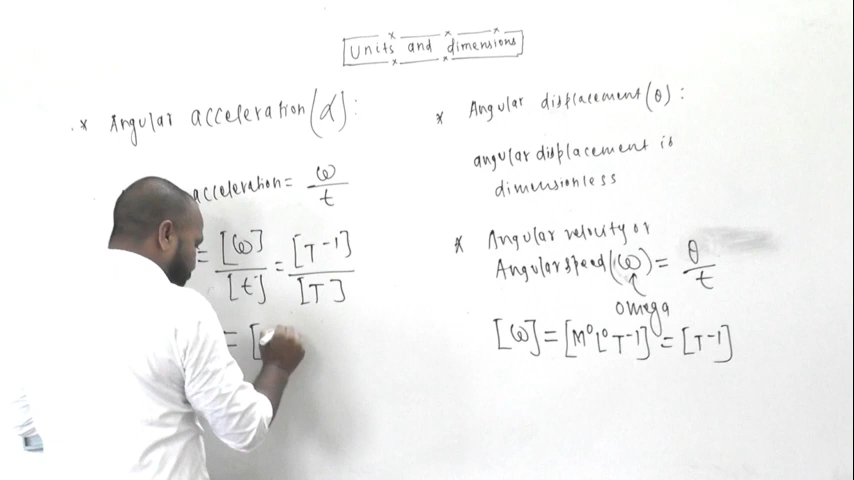 Units and dimensions
* Angular acceleration (α):
acceleration = ω/t
= [ω]/[t] = [T-1]/[T]
= [
* Angular displacement (θ):
angular displacement is
dimensionless
* Angular velocity or
Angular speed (ω) = θ/t
omega
[ω] = [M⁰L⁰T-1] = [T-1]